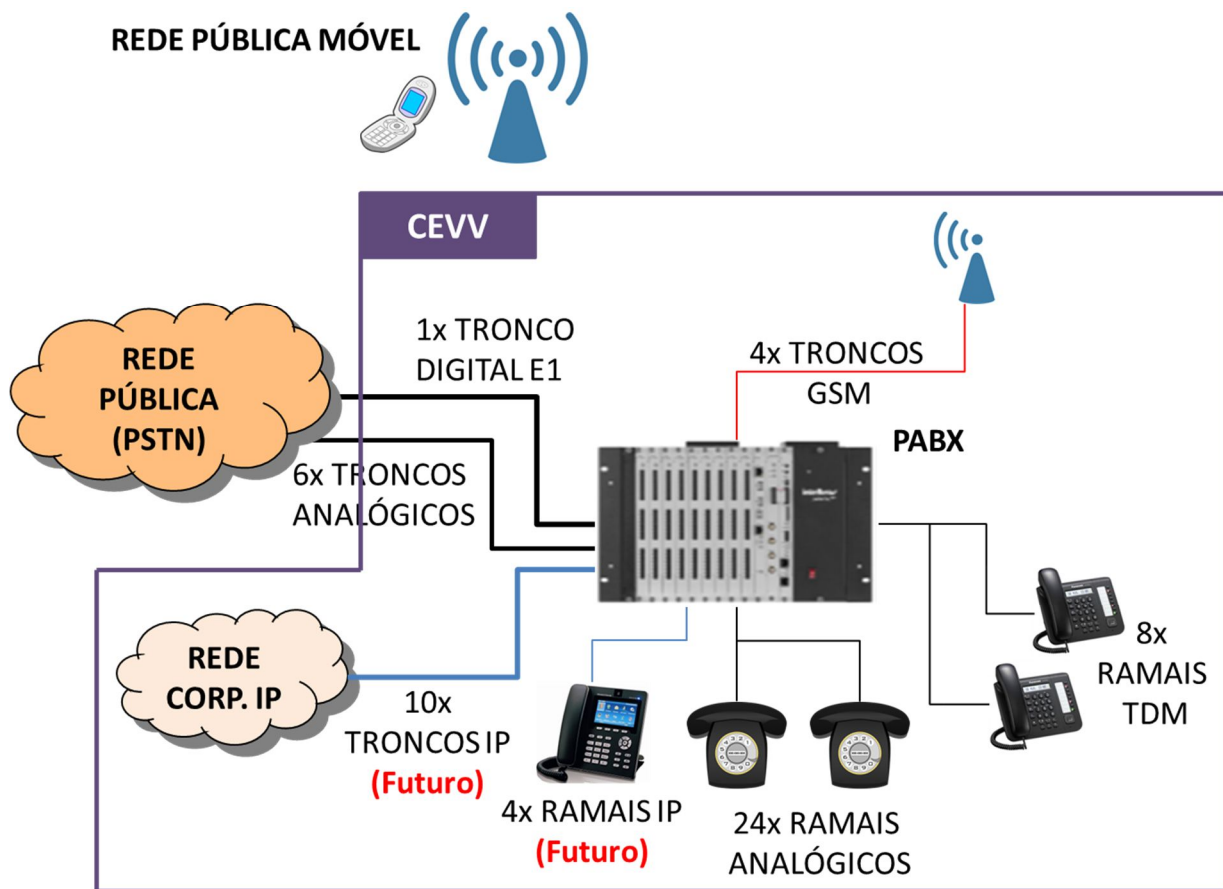 REDE PÚBLICA MÓVEL
CEVV
REDE
PÚBLICA
(PSTN)
1x TRONCO
DIGITAL E1
4x TRONCOS
GSM
PABX
6x TRONCOS
ANALÓGICOS
intelbras
REDE
CORP. IP
10x
TRONCOS IP
(Futuro)
4x RAMAIS IP
(Futuro)
24x RAMAIS
ANALÓGICOS
8x
RAMAIS
TDM